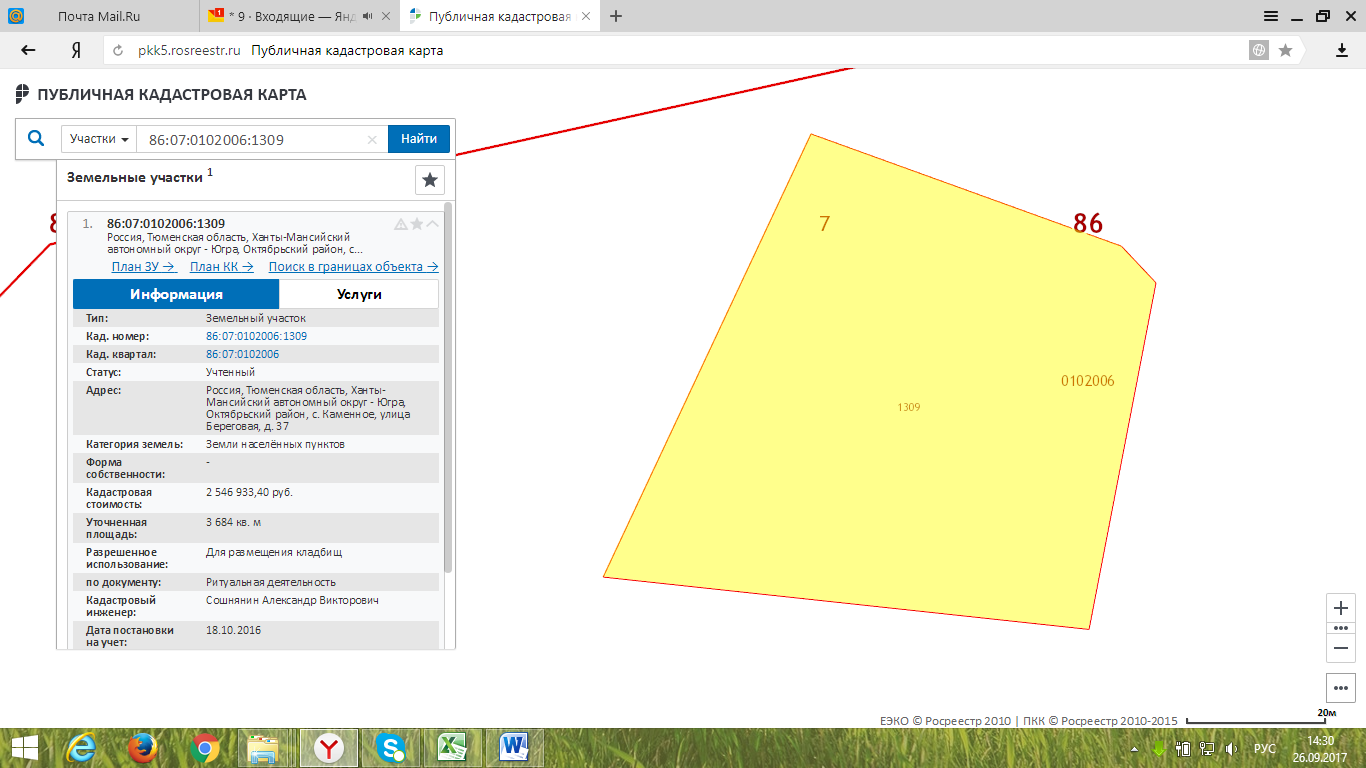 Почта Mail.Ru
* 9 · Входящие — Янд
Публичная кадастровая
pkk5.rosreestr.ru Публичная кадастровая карта
ПУБЛИЧНАЯ КАДАСТРОВАЯ КАРТА
Участки 86:07:0102006:1309 Найти
Земельные участки 1
1. 86:07:0102006:1309
Россия, Тюменская область, Ханты-Мансийский
автономный округ - Югра, Октябрьский район, с...
План ЗУ → План КК → Поиск в границах объекта →
Информация Услуги
Тип: Земельный участок
Кад. номер: 86:07:0102006:1309
Кад. квартал: 86:07:0102006
Статус: Учтенный
Адрес: Россия, Тюменская область, Ханты-
Мансийский автономный округ - Югра,
Октябрьский район, с. Каменное, улица
Береговая, д. 37
Категория земель: Земли населённых пунктов
Форма -
собственности:
Кадастровая 2 546 933,40 руб.
стоимость:
Уточненная 3 684 кв. м
площадь:
Разрешенное Для размещения кладбищ
использование:
по документу: Ритуальная деятельность
Кадастровый Сошнянин Александр Викторович
инженер:
Дата постановки 18.10.2016
на учет:
7
86
0102006
1309
20м
ЕЭКО © Росреестр 2010 | ПКК © Росреестр 2010-2015
РУС
14:30
26.09.2017